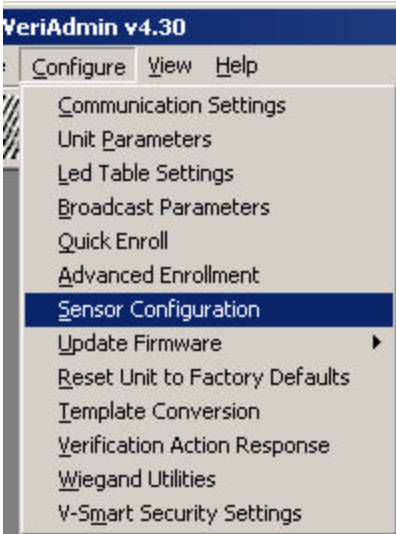 VeriAdmin v4.30
Configure View Help
Communication Settings
Unit Parameters
Led Table Settings
Broadcast Parameters
Quick Enroll
Advanced Enrollment
Sensor Configuration
Update Firmware
Reset Unit to Factory Defaults
Template Conversion
Verification Action Response
Wiegand Utilities
V-Smart Security Settings